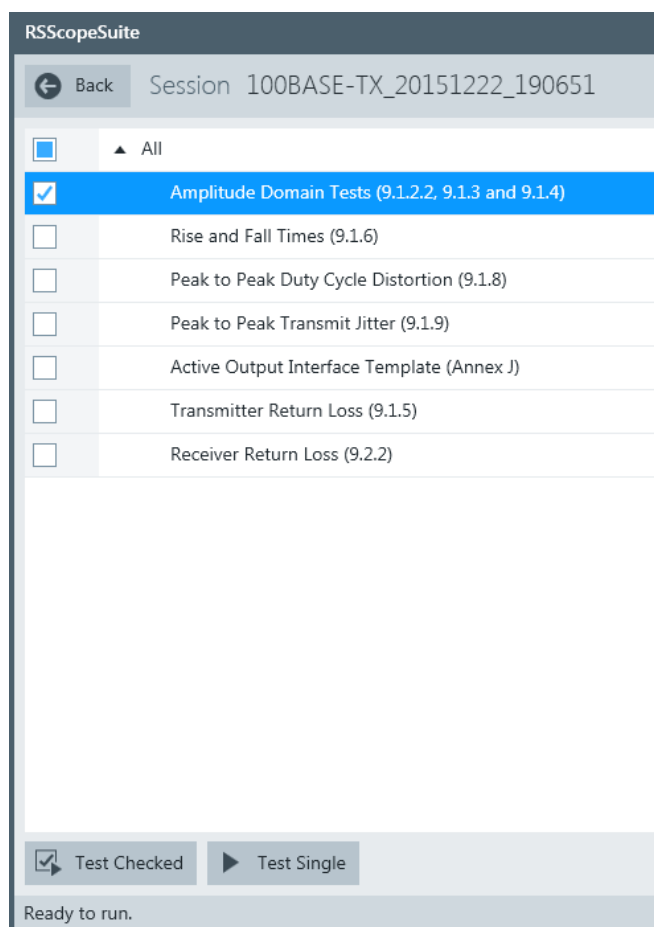 RSScopeSuite
Back Session 100BASE-TX_20151222_190651
All
Amplitude Domain Tests (9.1.2.2, 9.1.3 and 9.1.4)
Rise and Fall Times (9.1.6)
Peak to Peak Duty Cycle Distortion (9.1.8)
Peak to Peak Transmit Jitter (9.1.9)
Active Output Interface Template (Annex J)
Transmitter Return Loss (9.1.5)
Receiver Return Loss (9.2.2)
Test Checked Test Single
Ready to run.